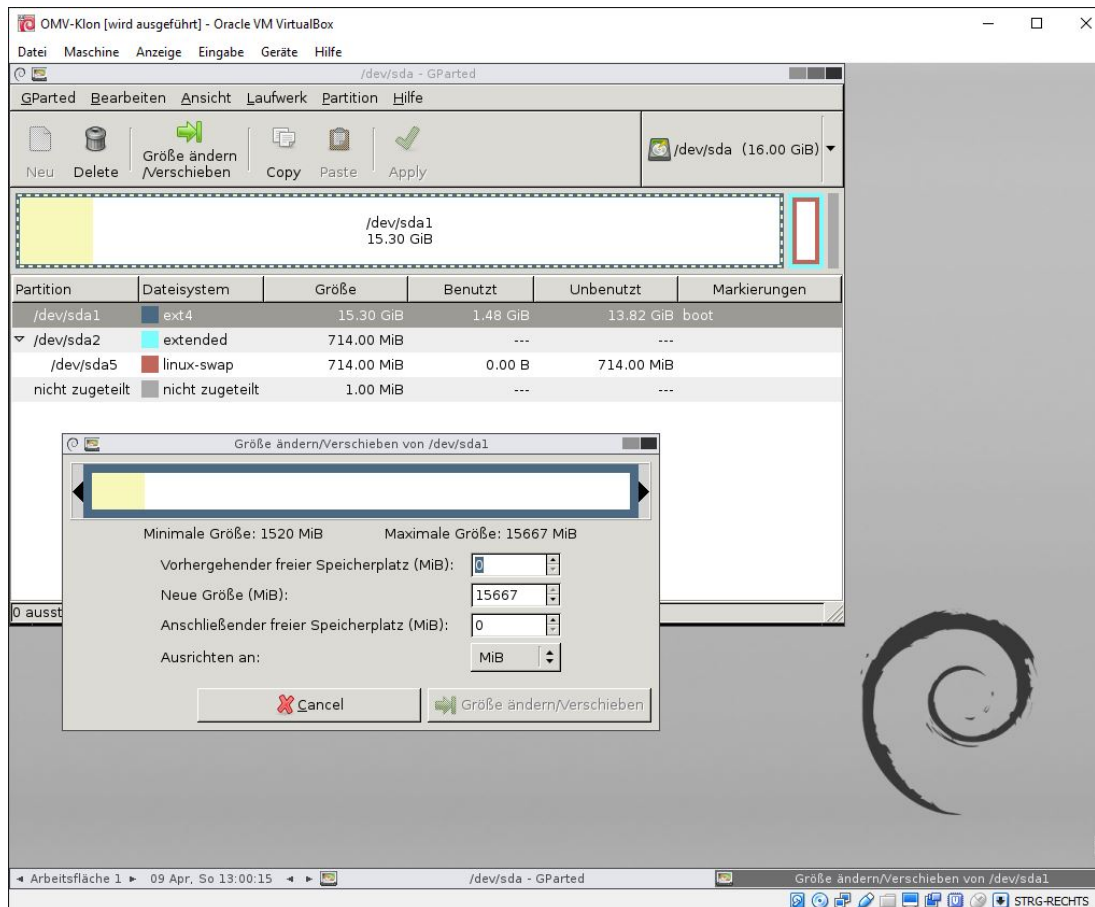 OMV-Klon [wird ausgeführt] - Oracle VM VirtualBox
Datei Maschine Anzeige Eingabe Geräte Hilfe
/dev/sda - GParted
GParted Bearbeiten Ansicht Laufwerk Partition Hilfe
Neu
Delete
Größe ändern
/Verschieben
Copy
Paste
Apply
/dev/sda (16.00 GiB)
/dev/sda1
15.30 GiB
Partition Dateisystem Größe Benutzt Unbenutzt Markierungen
/dev/sda1 ext4 15.30 GiB 1.48 GiB 13.82 GiB boot
/dev/sda2 extended 714.00 MiB --- ---
/dev/sda5 linux-swap 714.00 MiB 0.00 B 714.00 MiB
nicht zugeteilt nicht zugeteilt 1.00 MiB --- ---
Größe ändern/Verschieben von /dev/sda1
Minimale Größe: 1520 MiB Maximale Größe: 15667 MiB
Vorhergehender freier Speicherplatz (MiB): 0
Neue Größe (MiB): 15667
0 ausst
Anschließender freier Speicherplatz (MiB): 0
Ausrichten an: MiB
Cancel
Größe ändern/Verschieben
Arbeitsfläche 1 09 Apr, So 13:00:15 /dev/sda - GParted Größe ändern/Verschieben von /dev/sda1
STRG-RECHTS